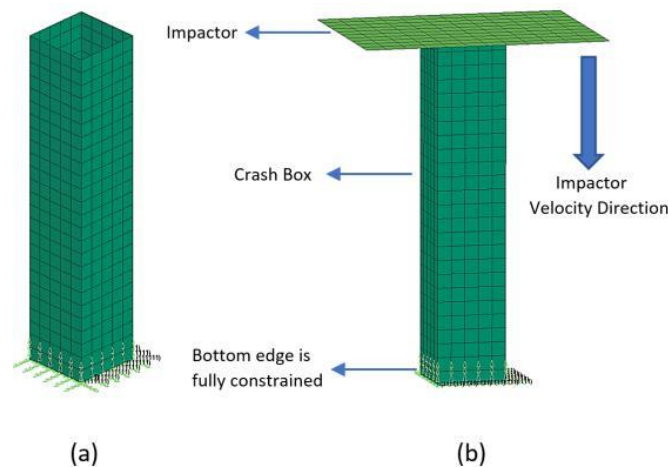 Impactor
Crash Box
Impactor
Velocity Direction
Bottom edge is
fully constrained
(a)
(b)